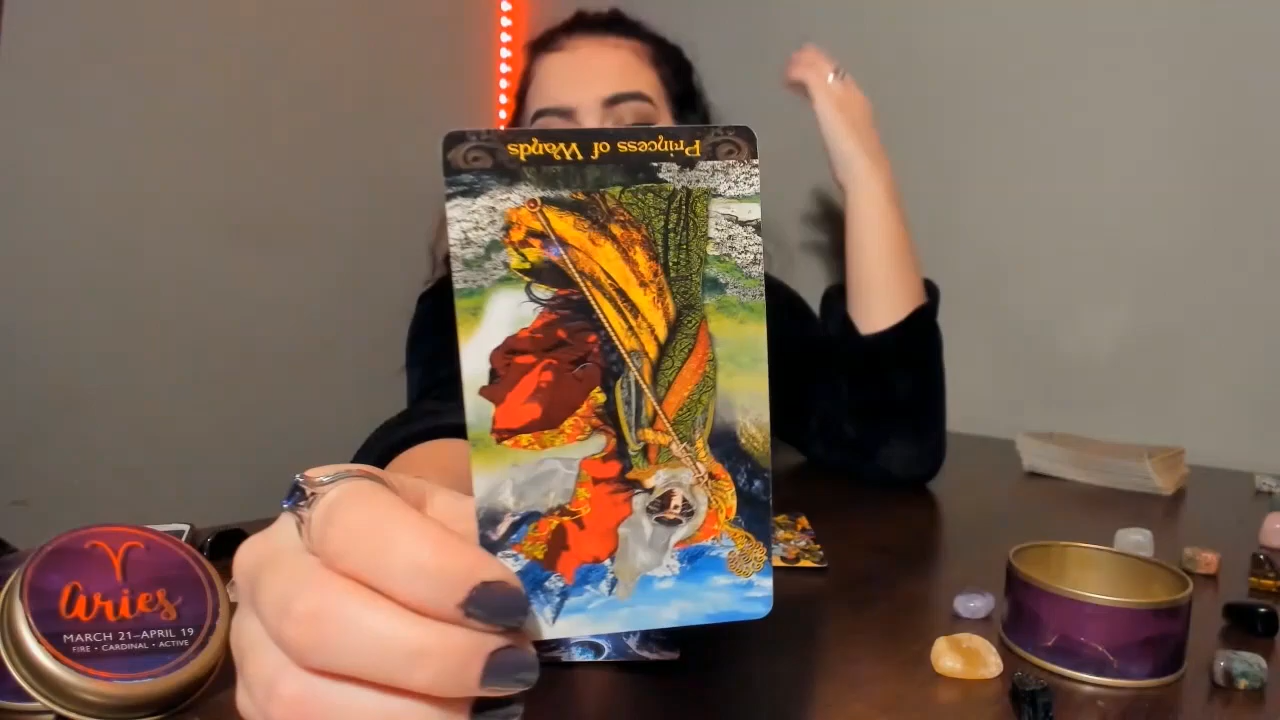 Princess of Wands
aries
MARCH 21–APRIL 19
FIRE • CARDINAL • ACTIVE